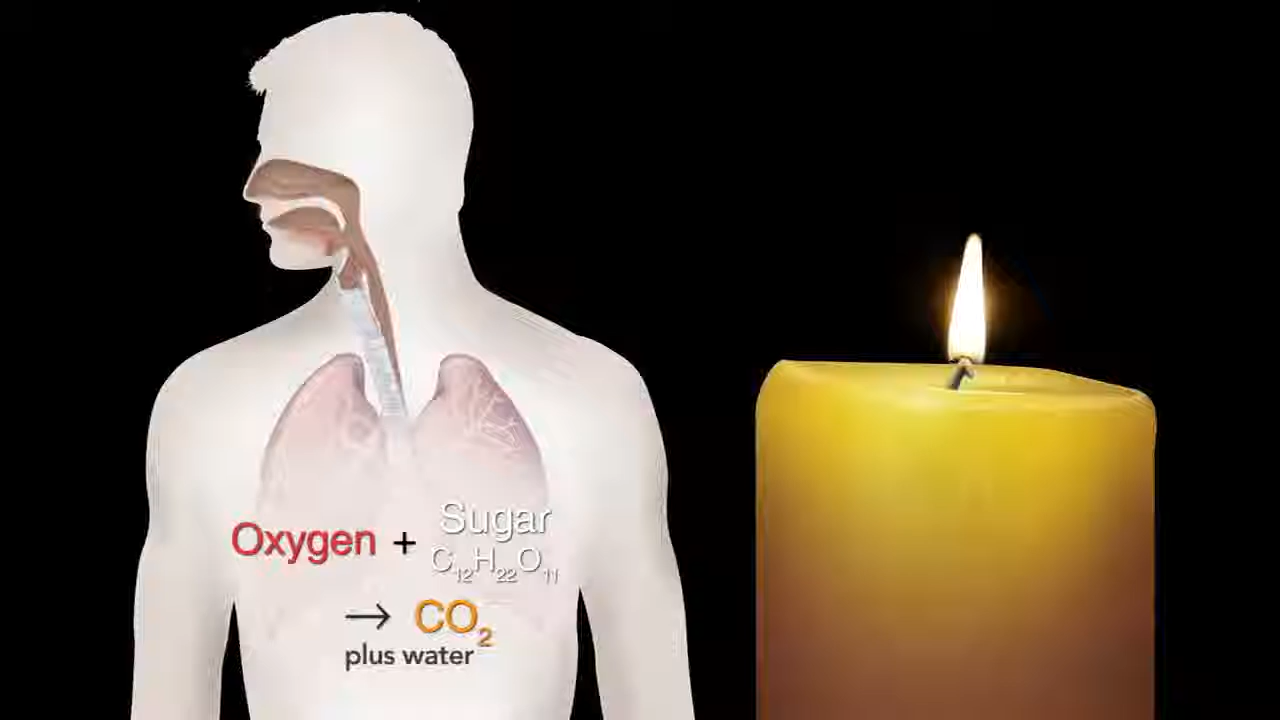 Oxygen + Sugar
C₁₂H₂₂O₁₁
→ CO₂
plus water